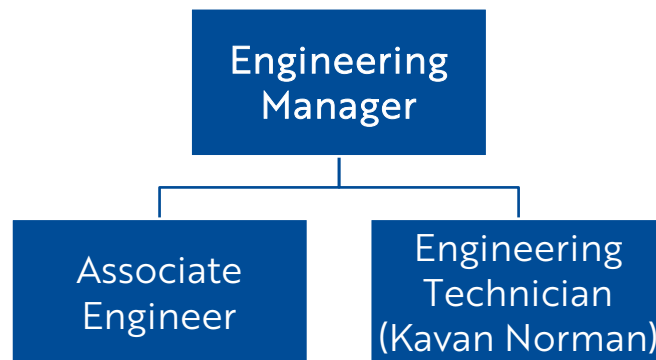 Engineering
Manager
Associate
Engineer
Engineering
Technician
(Kavan Norman)